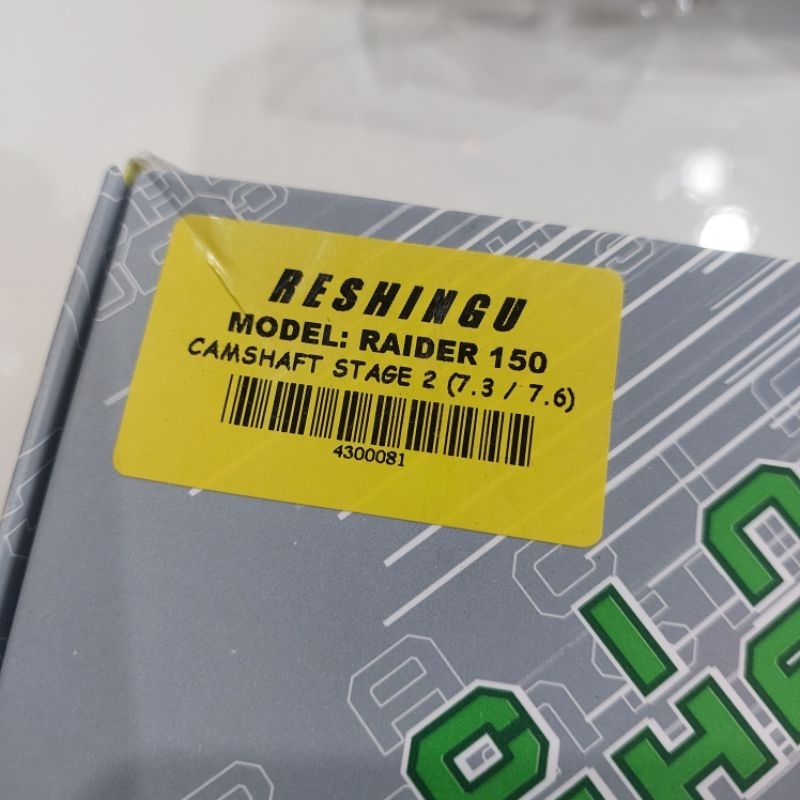 RESHINGU
MODEL: RAIDER 150
CAMSHAFT STAGE 2 (7.3 / 7.6)
4300081